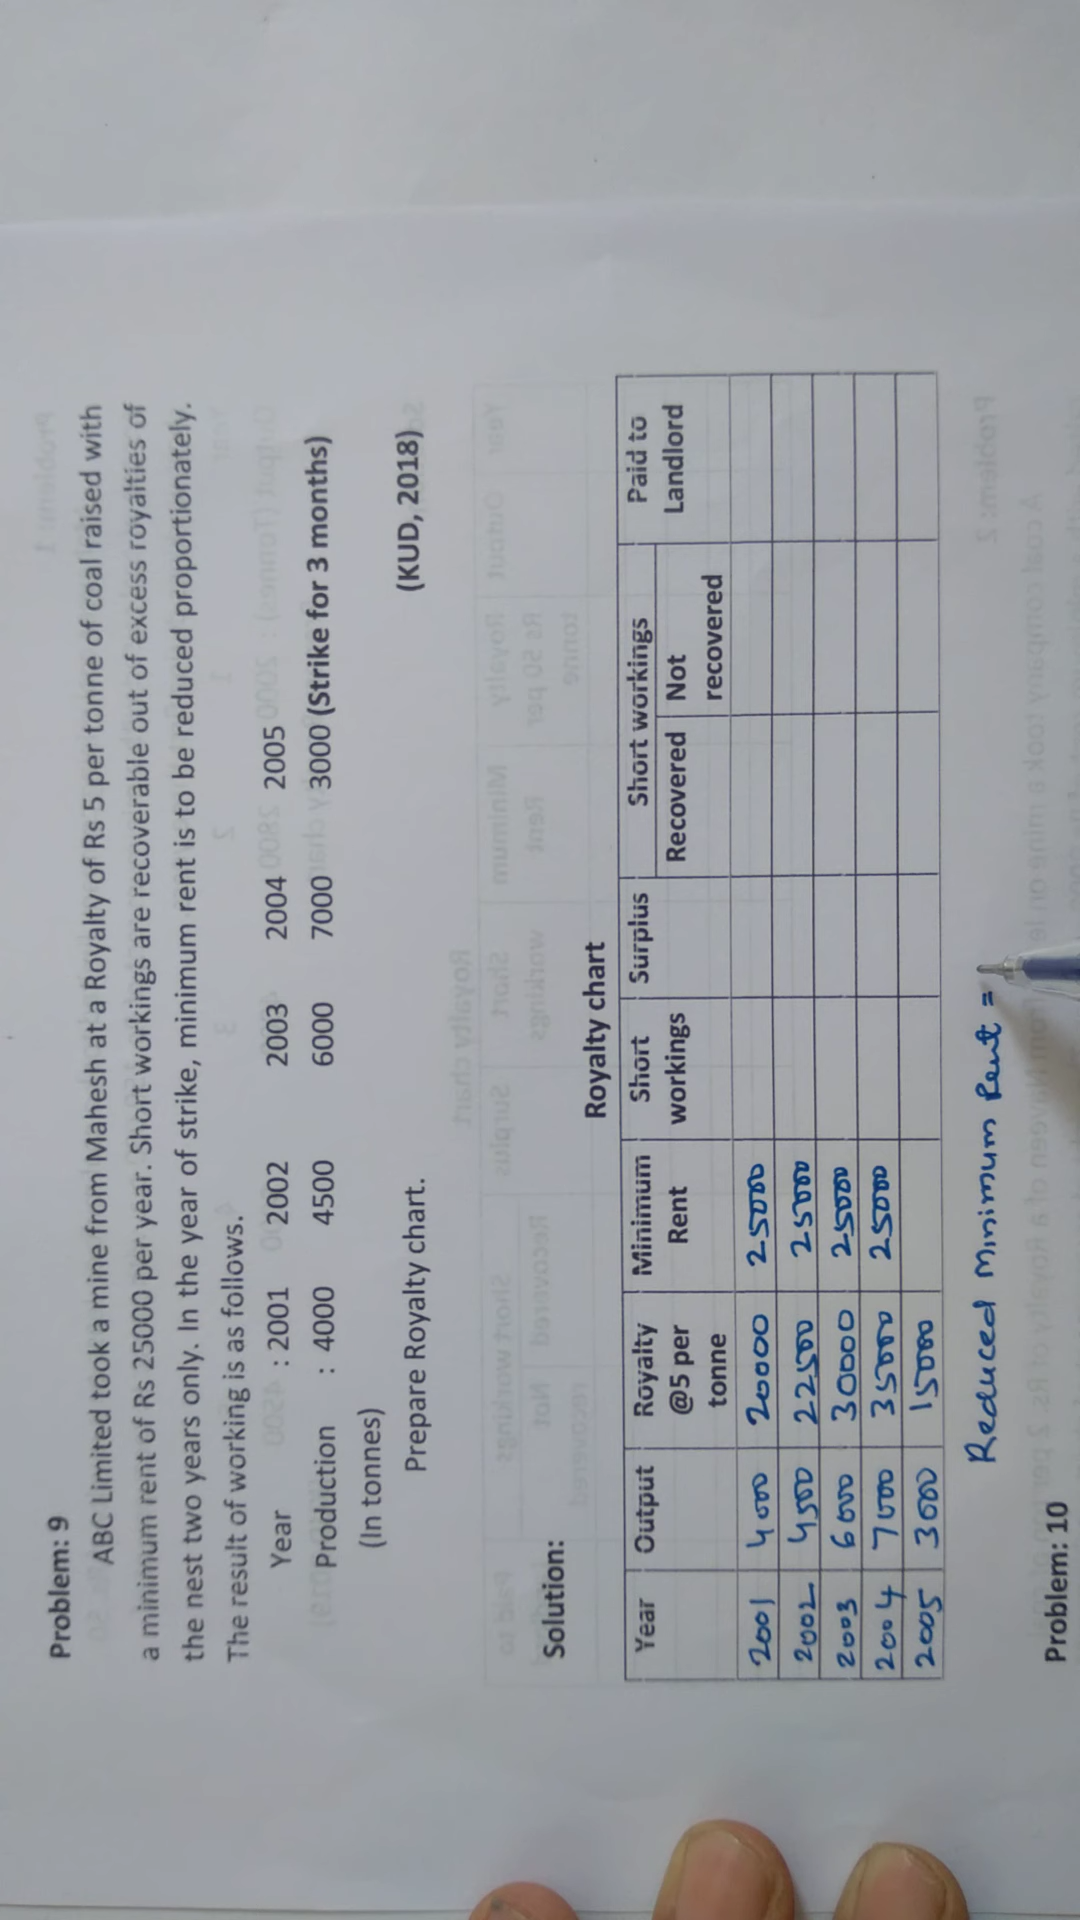 Problem: 9
ABC Limited took a mine from Mahesh at a Royalty of Rs 5 per tonne of coal raised with
a minimum rent of Rs 25000 per year. Short workings are recoverable out of excess royalties of
the nest two years only. In the year of strike, minimum rent is to be reduced proportionately.
The result of working is as follows.
Year : 2001 2002 2003 2004 2005
Production : 4000 4500 6000 7000 3000 (Strike for 3 months)
(In tonnes)
Prepare Royalty chart. (KUD, 2018)
Solution:
Royalty chart
Year Output Royalty @5 per tonne Minimum Rent Short workings Surplus Short workings Recovered Not recovered Paid to Landlord
2001 4000 20000 25000
2002 4500 22500 25000
2003 6000 30000 25000
2004 7000 35000 25000
2005 3000 15000
Reduced Minimum Rent =
Problem: 10